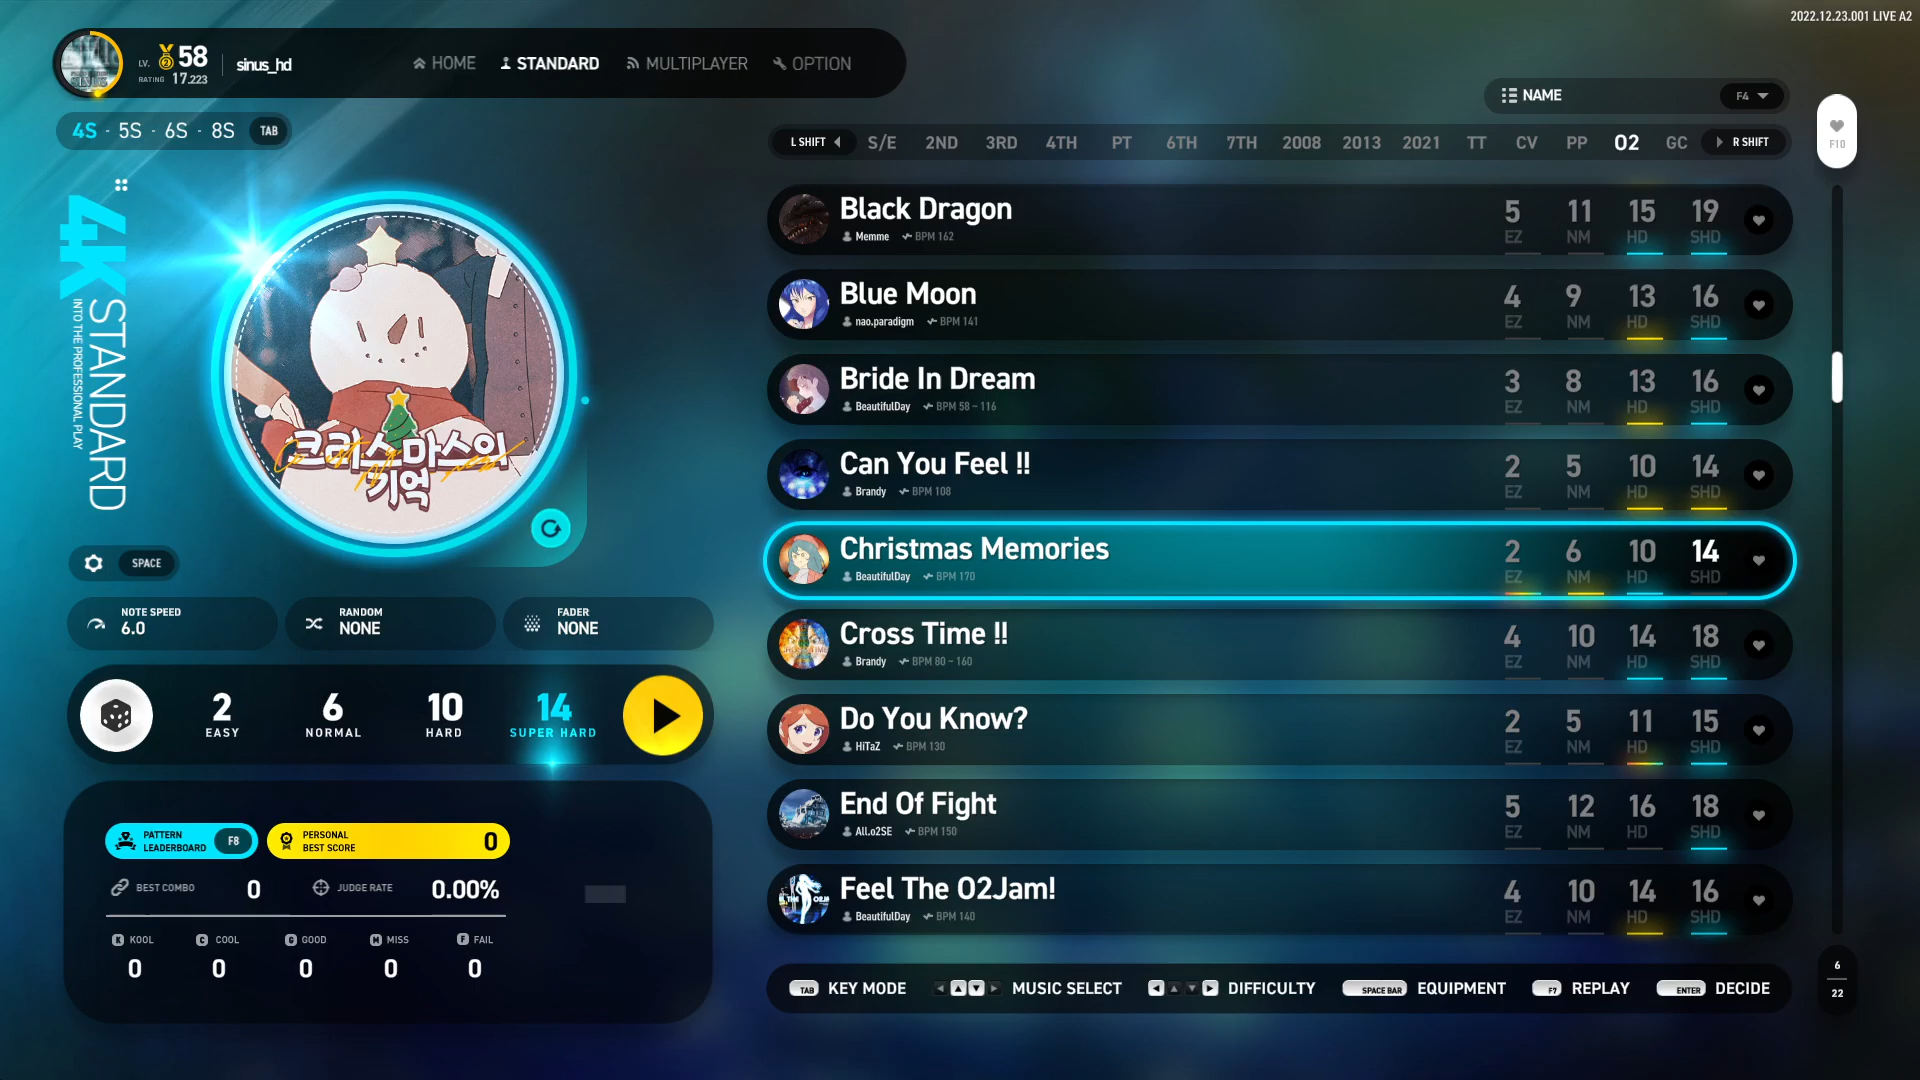 2022.12.23.001 LIVE A2
LV. 2 58
RATING 17.223
sinus_hd
HOME STANDARD MULTIPLAYER OPTION
NAME F4
4S · 5S · 6S · 8S TAB
L SHIFT S/E 2ND 3RD 4TH PT 6TH 7TH 2008 2013 2021 TT CV PP O2 GC R SHIFT
F10
4K STANDARD
INTO THE PROFESSIONAL PLAY
크리스마스의
기억
SPACE
NOTE SPEED
6.0
RANDOM
NONE
FADER
NONE
2 6 10 14
EASY NORMAL HARD SUPER HARD
PATTERN
LEADERBOARD F8
PERSONAL
BEST SCORE 0
BEST COMBO 0 JUDGE RATE 0.00%
K KOOL C COOL G GOOD M MISS F FAIL
0 0 0 0 0
Black Dragon 5 11 15 19
Memme BPM 162 EZ NM HD SHD
Blue Moon 4 9 13 16
nao.paradigm BPM 141 EZ NM HD SHD
Bride In Dream 3 8 13 16
BeautifulDay BPM 58 ~ 116 EZ NM HD SHD
Can You Feel !! 2 5 10 14
Brandy BPM 108 EZ NM HD SHD
Christmas Memories 2 6 10 14
BeautifulDay BPM 170 EZ NM HD SHD
Cross Time !! 4 10 14 18
Brandy BPM 80 ~ 160 EZ NM HD SHD
Do You Know? 2 5 11 15
HiTaZ BPM 130 EZ NM HD SHD
End Of Fight 5 12 16 18
All.o2SE BPM 150 EZ NM HD SHD
Feel The O2Jam! 4 10 14 16
BeautifulDay BPM 140 EZ NM HD SHD
6
22
TAB KEY MODE MUSIC SELECT DIFFICULTY SPACE BAR EQUIPMENT F7 REPLAY ENTER DECIDE